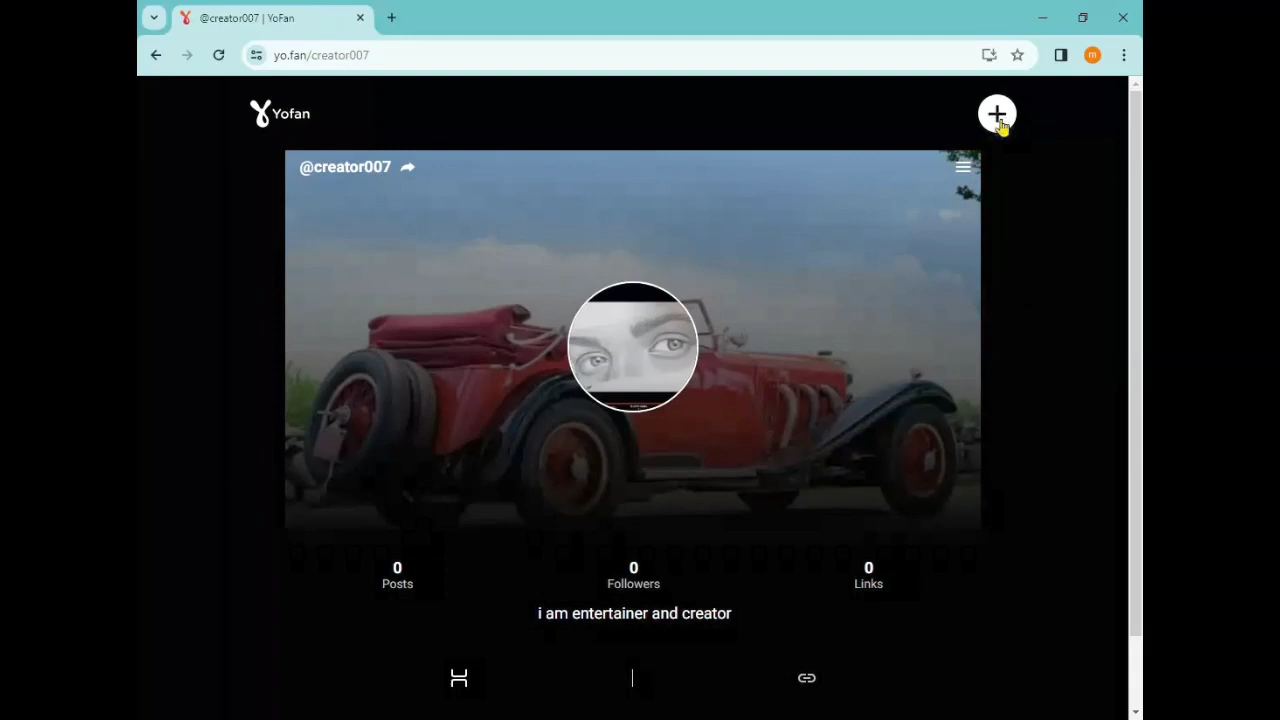 @creator007 | YoFan
yo.fan/creator007
m
Yofan
@creator007
0
Posts
0
Followers
0
Links
i am entertainer and creator